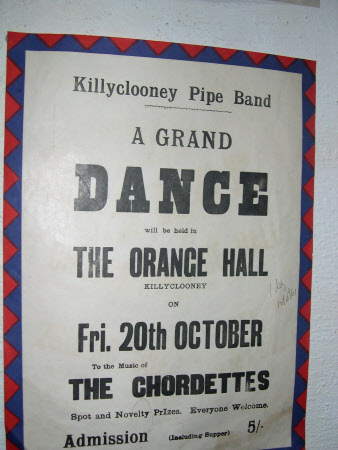 Killyclooney Pipe Band
A GRAND
DANCE
will be held in
THE ORANGE HALL
KILLYCLOONEY
ON
Fri. 20th OCTOBER
To the Music of
THE CHORDETTES
Spot and Novelty Prizes. Everyone Welcome.
Admission (Including Supper) 5/-